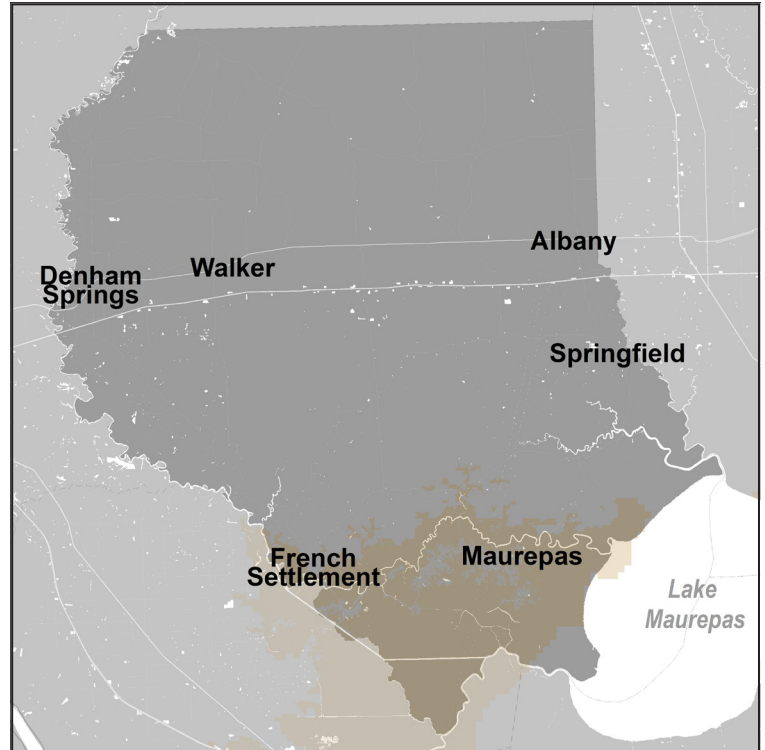 Albany
Walker
Denham
Springs
Springfield
French
Settlement
Maurepas
Lake
Maurepas